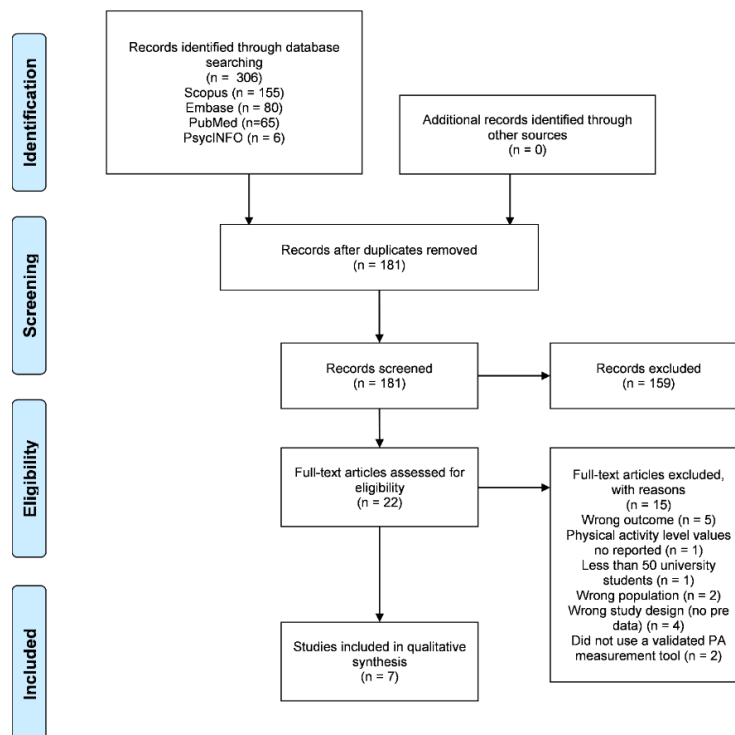 Identification
Records identified through database
searching
(n = 306)
Scopus (n = 155)
Embase (n = 80)
PubMed (n=65)
PsycINFO (n = 6)
Additional records identified through
other sources
(n = 0)
Screening
Records after duplicates removed
(n = 181)
Records screened
(n = 181)
Records excluded
(n = 159)
Eligibility
Full-text articles assessed for
eligibility
(n = 22)
Full-text articles excluded,
with reasons
(n = 15)
Wrong outcome (n = 5)
Physical activity level values
no reported (n = 1)
Less than 50 university
students (n = 1)
Wrong population (n = 2)
Wrong study design (no pre
data) (n = 4)
Did not use a validated PA
measurement tool (n = 2)
Included
Studies included in qualitative
synthesis
(n = 7)